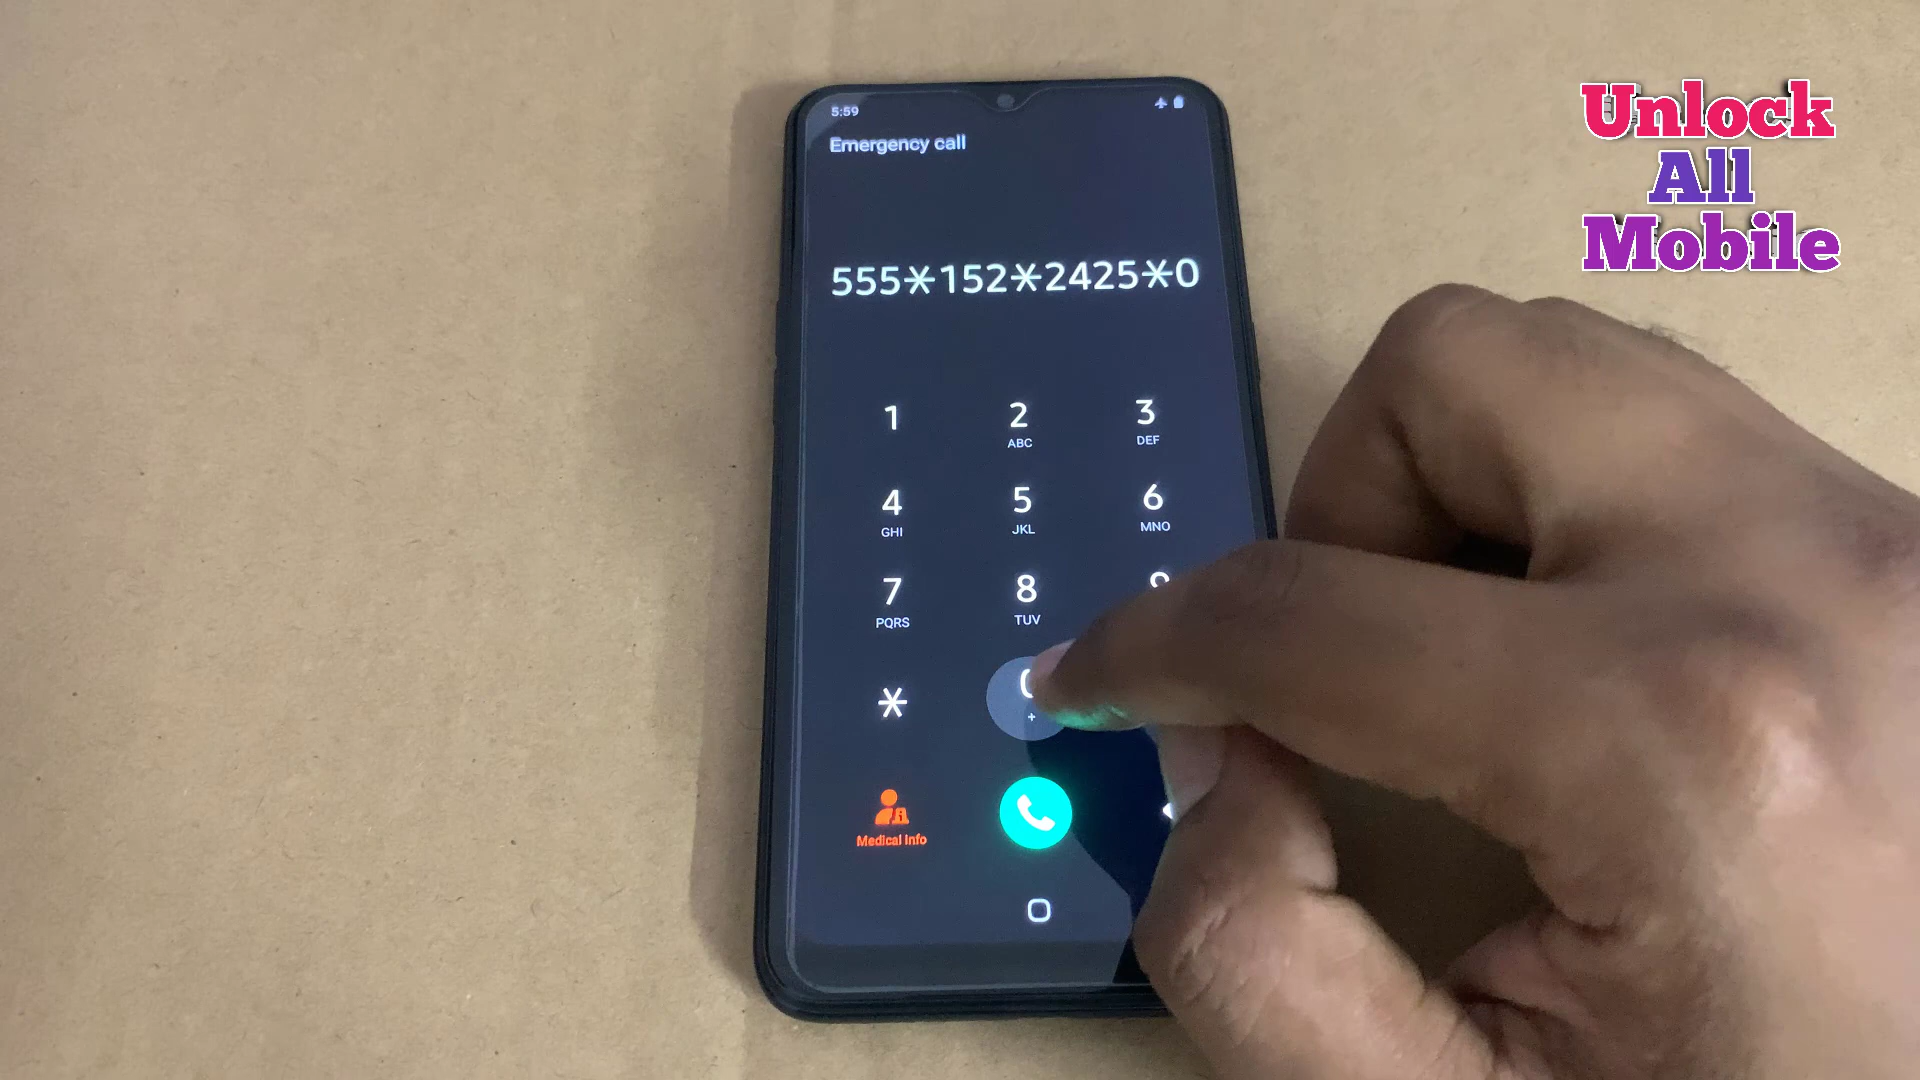 5:59
Emergency call
555*152*2425*0
1
2
3
ABC
DEF
4
5
6
GHI
JKL
MNO
7
8
PQRS
TUV
*
0
+
Medical info
Unlock
All
Mobile